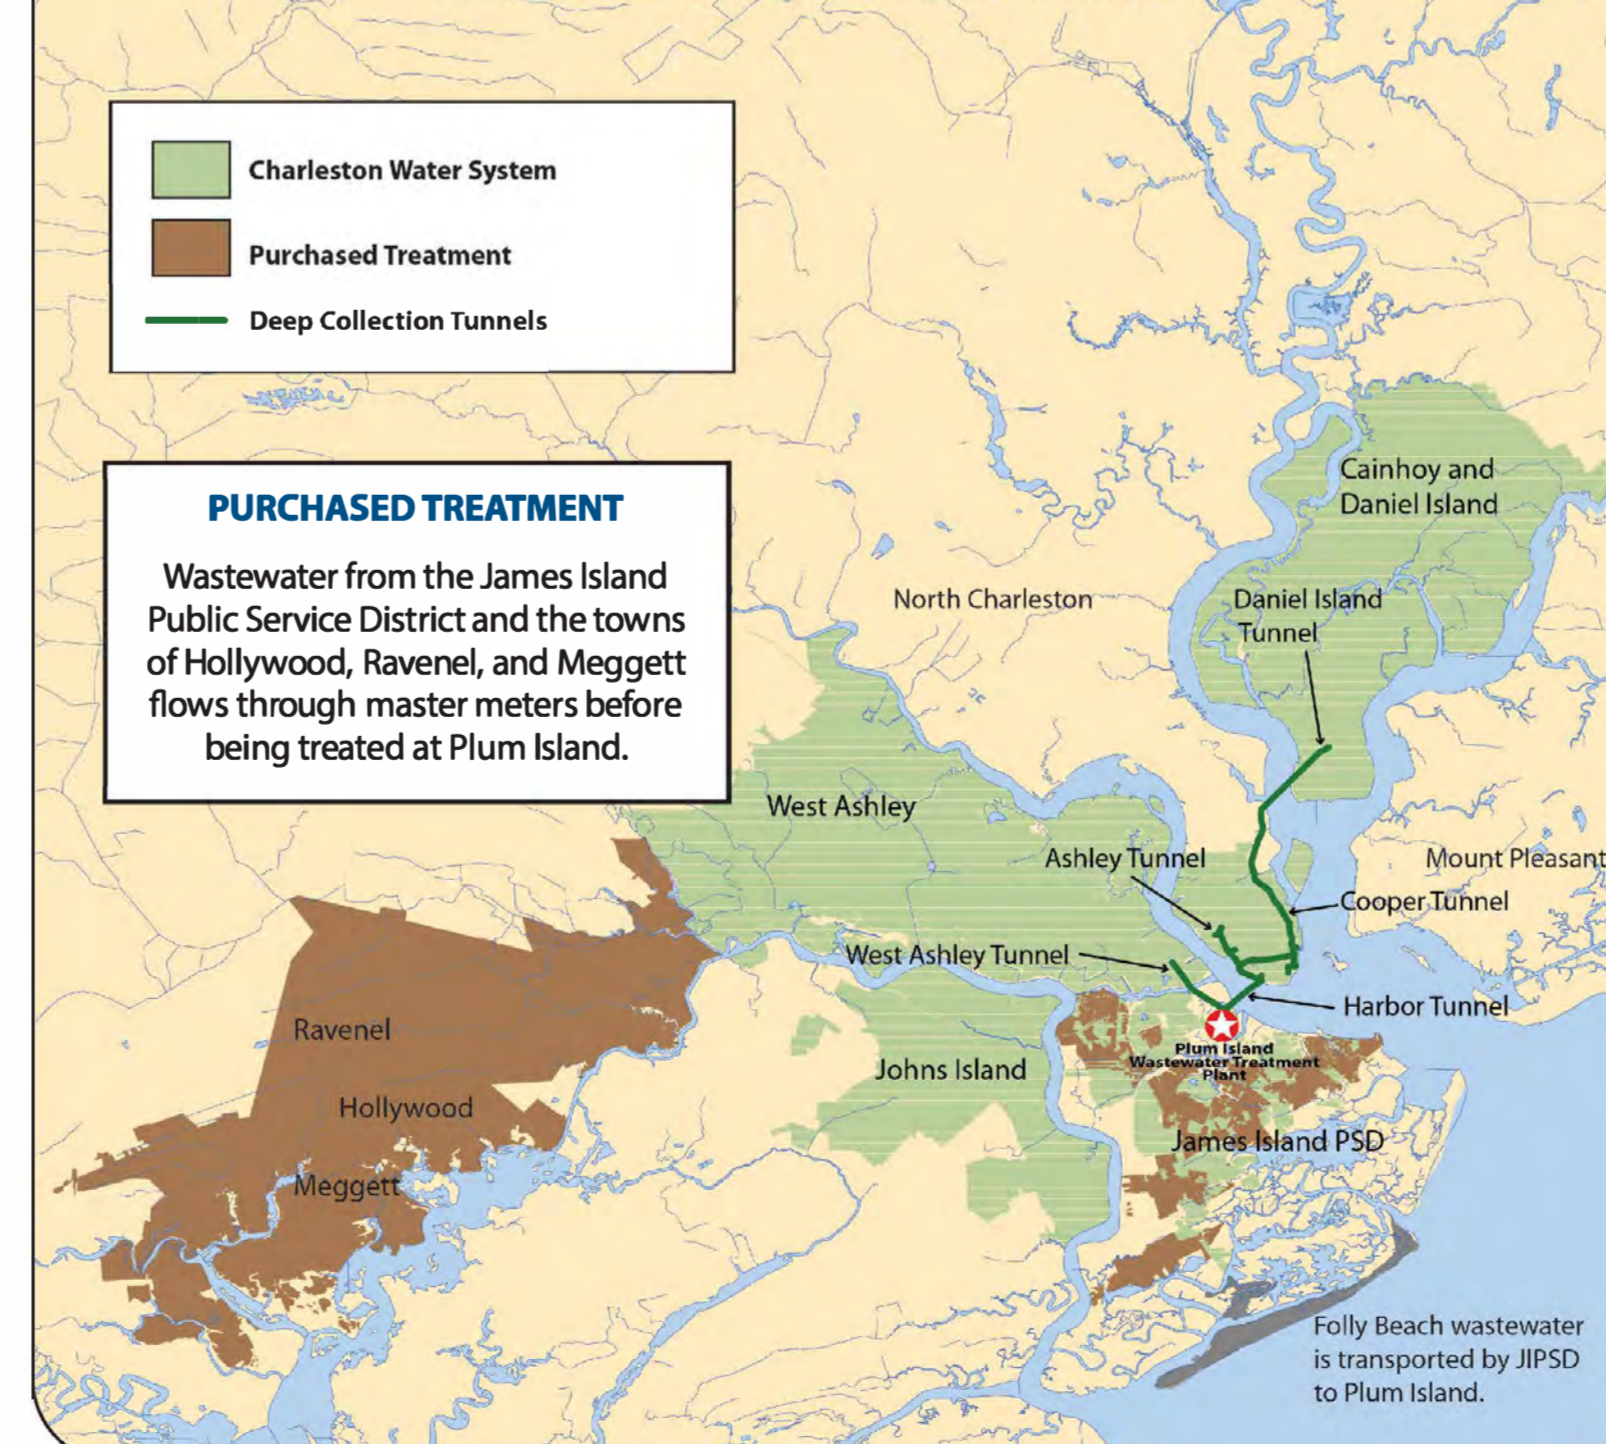 Charleston Water System
Purchased Treatment
Deep Collection Tunnels
PURCHASED TREATMENT
Wastewater from the James Island
Public Service District and the towns
of Hollywood, Ravenel, and Meggett
flows through master meters before
being treated at Plum Island.
Cainhoy and
Daniel Island
North Charleston
Daniel Island
Tunnel
West Ashley
Ashley Tunnel
Mount Pleasant
Cooper Tunnel
West Ashley Tunnel
Harbor Tunnel
Ravenel
Plum Island
Wastewater Treatment
Plant
Johns Island
Hollywood
James Island PSD
Meggett
Folly Beach wastewater
is transported by JIPSD
to Plum Island.